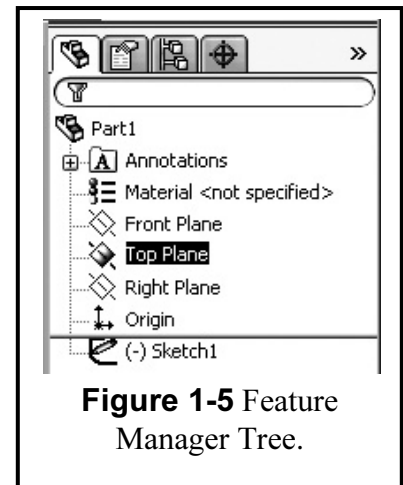 »
Part1
A Annotations
Material <not specified>
Front Plane
Top Plane
Right Plane
Origin
(-) Sketch1
Figure 1-5 Feature
Manager Tree.